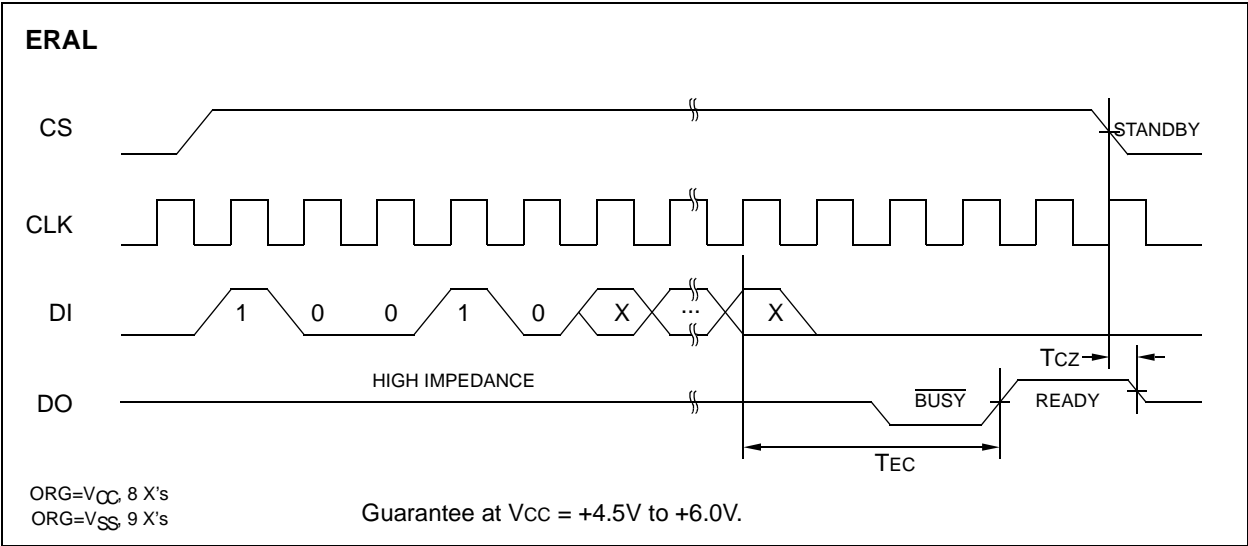 ERAL
CS
STANDBY
CLK
DI
1 0 0 1 0 X ... X
TCZ
HIGH IMPEDANCE
DO
BUSY
READY
TEC
ORG=VCC, 8 X's
ORG=VSS, 9 X's
Guarantee at VCC = +4.5V to +6.0V.